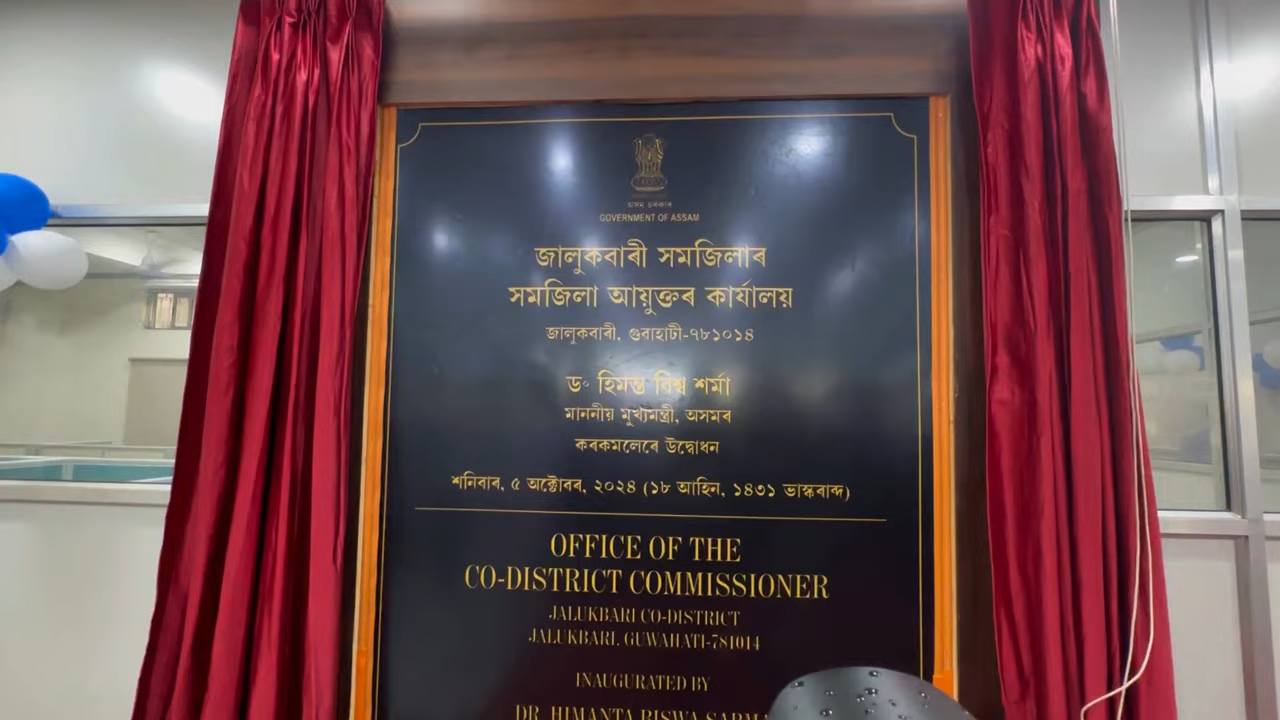 অসম চৰকাৰ
GOVERNMENT OF ASSAM
জালুকবাৰী সমজিলাৰ
সমজিলা আয়ুক্তৰ কাৰ্যালয়
জালুকবাৰী, গুৱাহাটী-৭৮১০১৪
ড° হিমন্ত বিশ্ব শৰ্মা
মাননীয় মুখ্যমন্ত্ৰী, অসমৰ
কৰকমলেৰে উদ্বোধন
শনিবাৰ, ৫ অক্টোবৰ, ২০২৪ (১৮ আহিন, ১৪৩১ ভাস্কৰাব্দ)
OFFICE OF THE
CO-DISTRICT COMMISSIONER
JALUKBARI CO-DISTRICT
JALUKBARI, GUWAHATI-781014
INAUGURATED BY
DR. HIMANTA BISWA SARMA